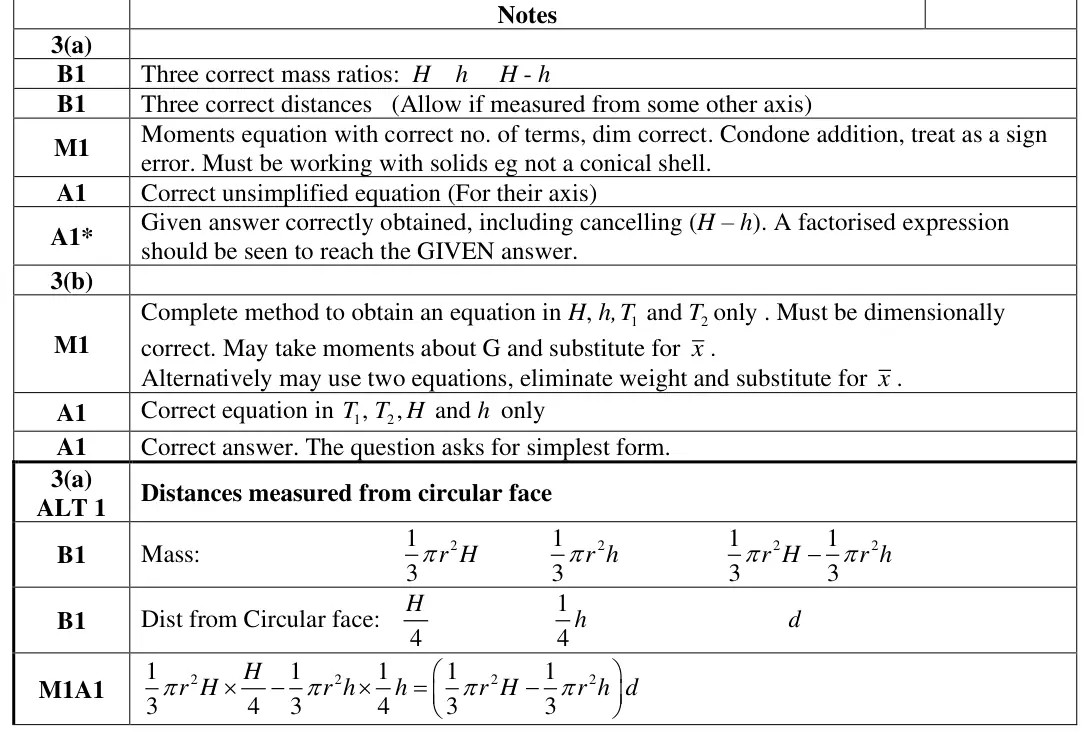 Notes
3(a)
B1 Three correct mass ratios: H h H - h
B1 Three correct distances (Allow if measured from some other axis)
M1 Moments equation with correct no. of terms, dim correct. Condone addition, treat as a sign
error. Must be working with solids eg not a conical shell.
A1 Correct unsimplified equation (For their axis)
A1* Given answer correctly obtained, including cancelling (H – h). A factorised expression
should be seen to reach the GIVEN answer.
3(b)
M1 Complete method to obtain an equation in H, h, T₁ and T₂ only . Must be dimensionally
correct. May take moments about G and substitute for x̅ .
Alternatively may use two equations, eliminate weight and substitute for x̅ .
A1 Correct equation in T₁, T₂, H and h only
A1 Correct answer. The question asks for simplest form.
3(a)
ALT 1 Distances measured from circular face
B1 Mass: 1/3 πr²H 1/3 πr²h 1/3 πr²H − 1/3 πr²h
B1 Dist from Circular face: H/4 1/4 h d
M1A1 1/3 πr²H × H/4 − 1/3 πr²h × 1/4 h = (1/3 πr²H − 1/3 πr²h) d